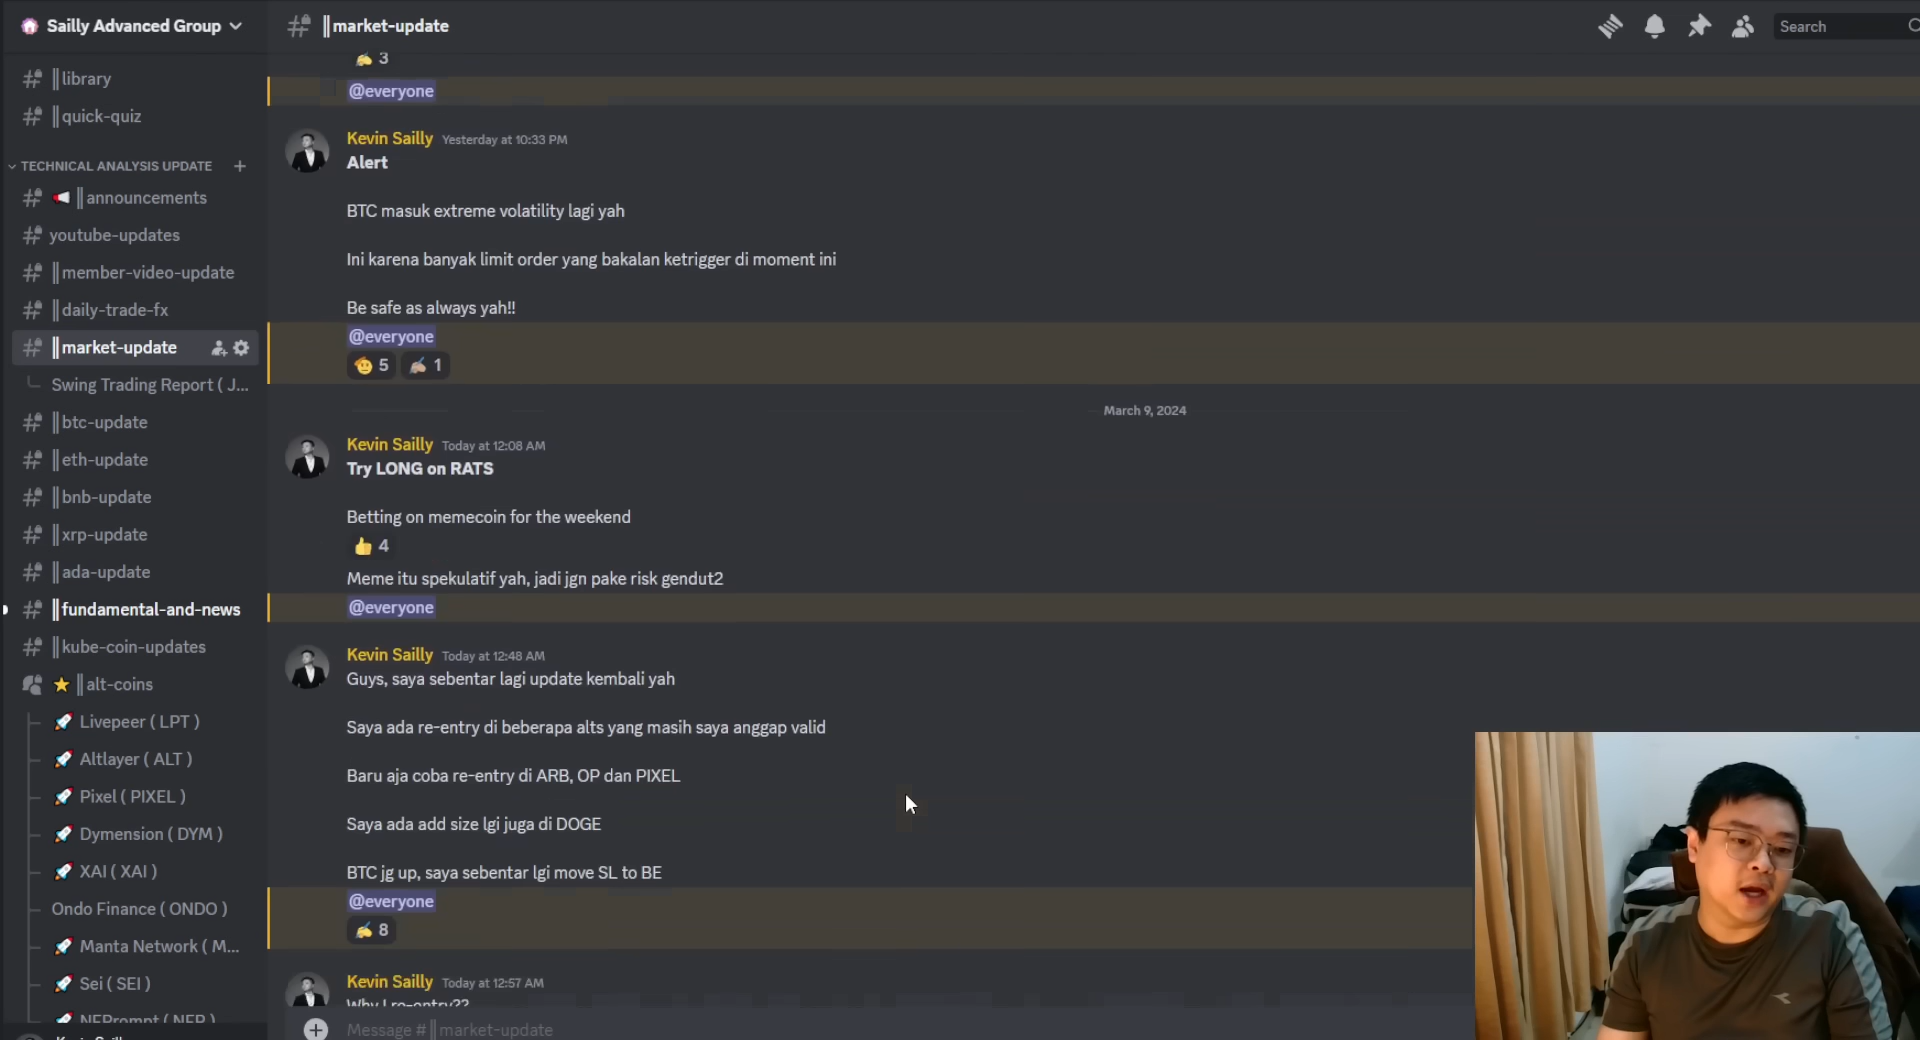 Sailly Advanced Group
library
quick-quiz
TECHNICAL ANALYSIS UPDATE
announcements
youtube-updates
member-video-update
daily-trade-fx
market-update
Swing Trading Report ( J...
btc-update
eth-update
bnb-update
xrp-update
ada-update
fundamental-and-news
kube-coin-updates
alt-coins
Livepeer ( LPT )
Altlayer ( ALT )
Pixel ( PIXEL )
Dymension ( DYM )
XAI ( XAI )
Ondo Finance ( ONDO )
Manta Network ( M...
Sei ( SEI )
NFPrompt ( NFP )
market-update
Search
3
@everyone
Kevin Sailly Yesterday at 10:33 PM
Alert
BTC masuk extreme volatility lagi yah
Ini karena banyak limit order yang bakalan ketrigger di moment ini
Be safe as always yah!!
@everyone
5 1
March 9, 2024
Kevin Sailly Today at 12:08 AM
Try LONG on RATS
Betting on memecoin for the weekend
4
Meme itu spekulatif yah, jadi jgn pake risk gendut2
@everyone
Kevin Sailly Today at 12:48 AM
Guys, saya sebentar lagi update kembali yah
Saya ada re-entry di beberapa alts yang masih saya anggap valid
Baru aja coba re-entry di ARB, OP dan PIXEL
Saya ada add size lgi juga di DOGE
BTC jg up, saya sebentar lgi move SL to BE
@everyone
8
Kevin Sailly Today at 12:57 AM
Why I re-entry??
Message # market-update